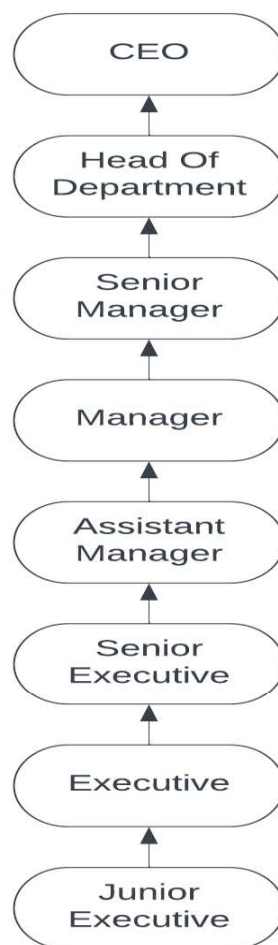 CEO
Head Of
Department
Senior
Manager
Manager
Assistant
Manager
Senior
Executive
Executive
Junior
Executive